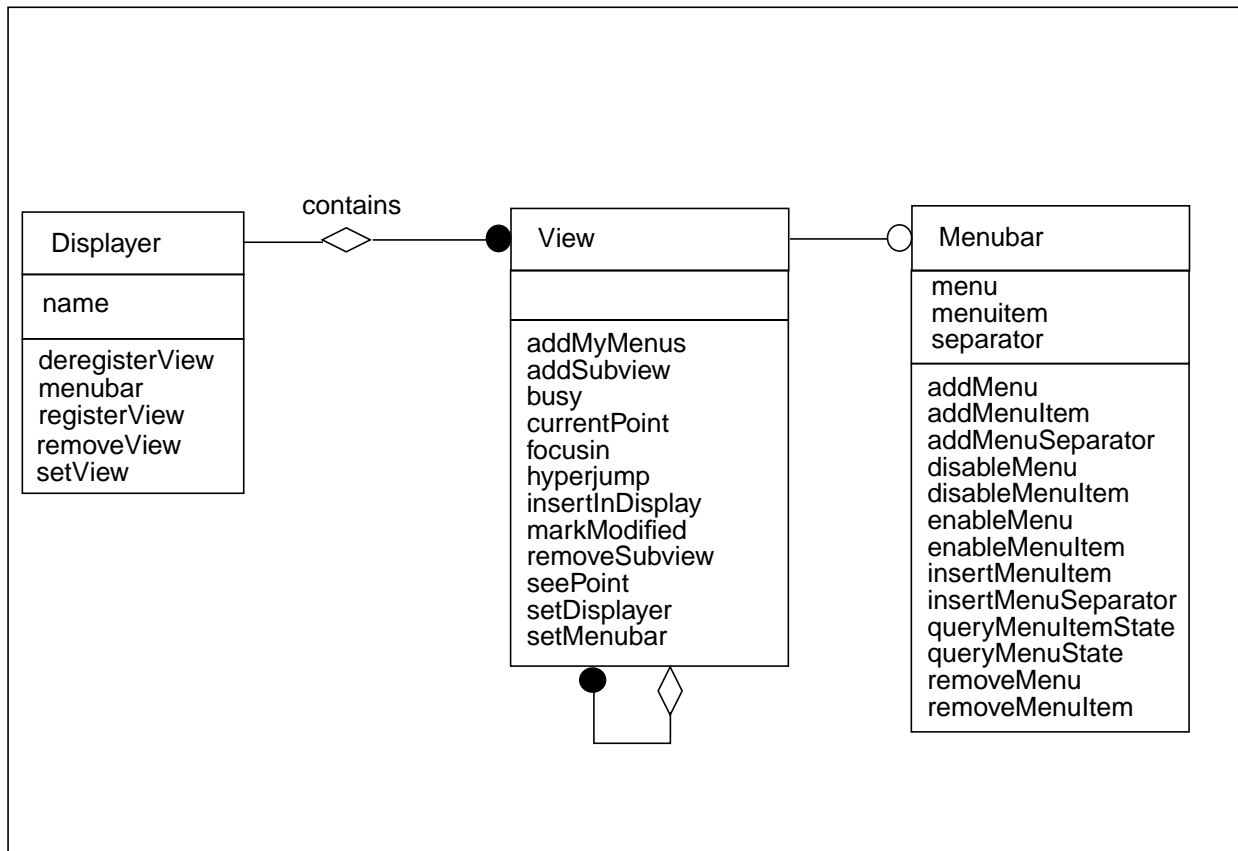 contains
Displayer
name
deregisterView
menubar
registerView
removeView
setView
View
addMyMenus
addSubview
busy
currentPoint
focusin
hyperjump
insertInDisplay
markModified
removeSubview
seePoint
setDisplayer
setMenubar
Menubar
menu
menuitem
separator
addMenu
addMenuItem
addMenuSeparator
disableMenu
disableMenuItem
enableMenu
enableMenuItem
insertMenuItem
insertMenuSeparator
queryMenuItemState
queryMenuState
removeMenu
removeMenuItem